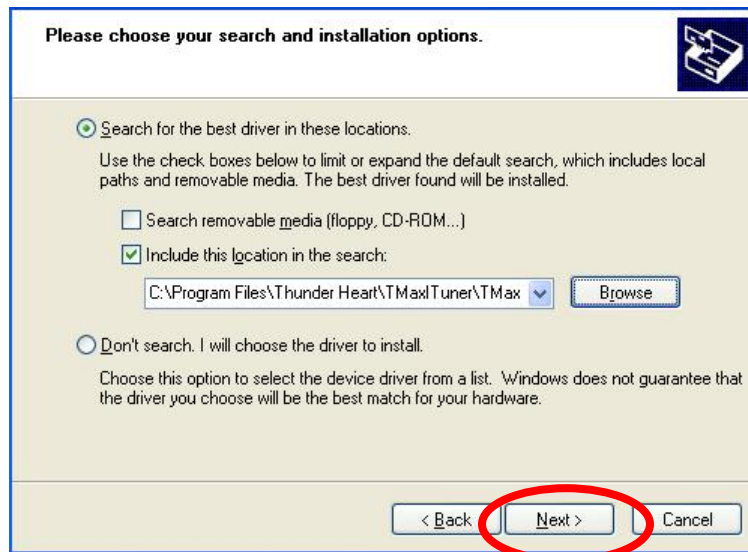 Please choose your search and installation options.
Search for the best driver in these locations.
Use the check boxes below to limit or expand the default search, which includes local
paths and removable media. The best driver found will be installed.
Search removable media (floppy, CD-ROM...)
Include this location in the search:
C:\Program Files\Thunder Heart\TMaxITuner\TMax
Browse
Don't search. I will choose the driver to install.
Choose this option to select the device driver from a list. Windows does not guarantee that
the driver you choose will be the best match for your hardware.
< Back Next > Cancel